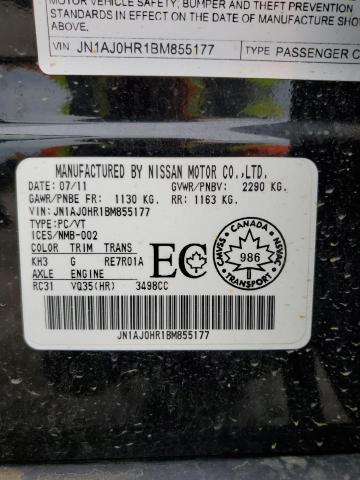 MOTOR VEHICLE SAFETY, BUMPER AND THEFT PREVENTION
STANDARDS IN EFFECT ON THE DATE OF MANUFACTURE SHO
VIN JN1AJ0HR1BM855177 TYPE PASSENGER C
MANUFACTURED BY NISSAN MOTOR CO.,LTD.
DATE: 07/11 GVWR/PNBV: 2290 KG.
GAWR/PNBE FR: 1130 KG. RR: 1163 KG.
VIN: JN1AJ0HR1BM855177
TYPE: PC/VT
ICES/NMB-002
COLOR TRIM TRANS
KH3 G RE7R01A
AXLE ENGINE
RC31 VQ35(HR) 3498CC
EC
CANADA
CMVSS NSVAC
986
TRANSPORT
JN1AJ0HR1BM855177